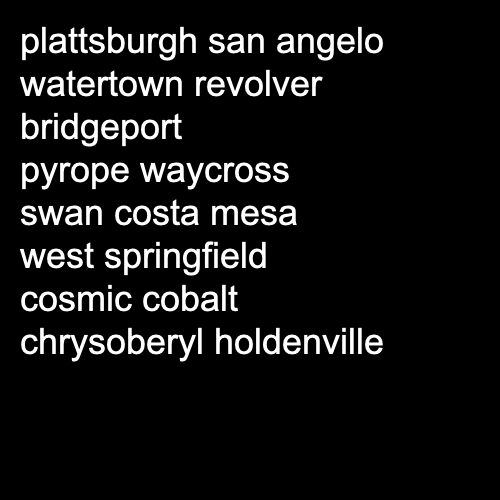 plattsburgh san angelo
watertown revolver
bridgeport
pyrope waycross
swan costa mesa
west springfield
cosmic cobalt
chrysoberyl holdenville